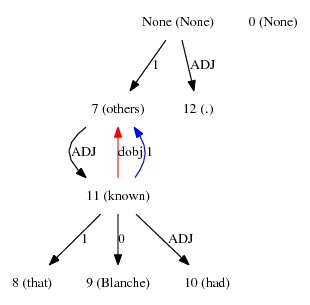 None (None) 0 (None)
1 ADJ
7 (others) 12 (.)
ADJ dobj 1
11 (known)
1 0 ADJ
8 (that) 9 (Blanche) 10 (had)